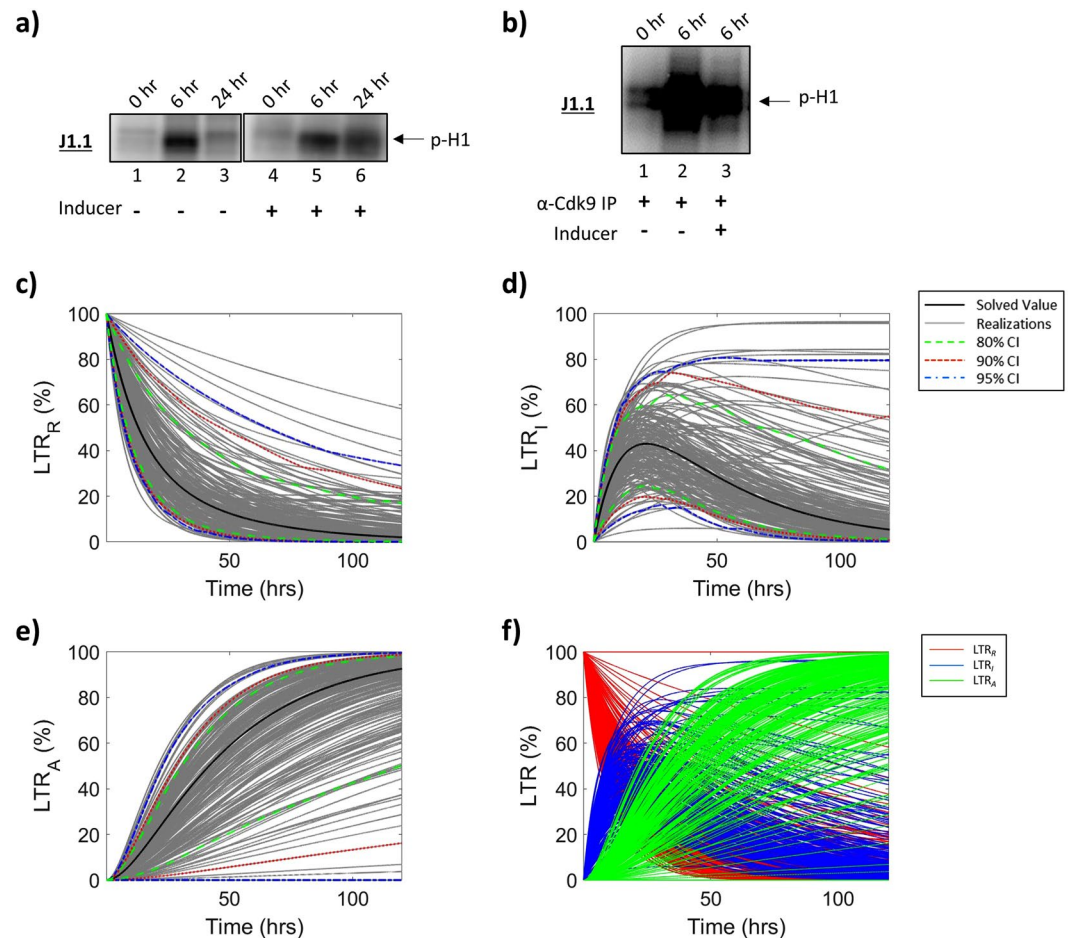 a)
0 hr 6 hr 24 hr 0 hr 6 hr 24 hr
J1.1
p-H1
1 2 3 4 5 6
Inducer - - - + + +
b)
0 hr 6 hr 6 hr
J1.1
p-H1
1 2 3
α-Cdk9 IP + + +
Inducer - - +
c)
LTR_R (%)
100
80
60
40
20
0
50 100
Time (hrs)
d)
LTR_I (%)
100
80
60
40
20
0
50 100
Time (hrs)
Solved Value
Realizations
80% CI
90% CI
95% CI
e)
LTR_A (%)
100
80
60
40
20
0
50 100
Time (hrs)
f)
LTR (%)
100
80
60
40
20
0
50 100
Time (hrs)
LTR_R
LTR_I
LTR_A